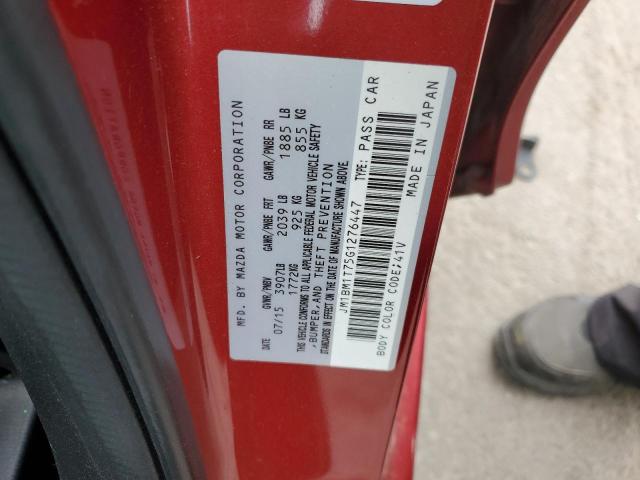 MFD. BY MAZDA MOTOR CORPORATION
GVWR/PNBV GAWR/PNBE FRT GAWR/PNBE RR
07/15 3907LB 2039 LB 1885 LB
1772KG 925 KG 855 KG
THIS VEHICLE CONFORMS TO ALL APPLICABLE FEDERAL MOTOR VEHICLE SAFETY
,BUMPER,AND THEFT PREVENTION
STANDARDS IN EFFECT ON THE DATE OF MANUFACTURE SHOWN ABOVE.
JM1BM1T75G1276447 TYPE: PASS CAR
BODY COLOR CODE;41V MADE IN JAPAN